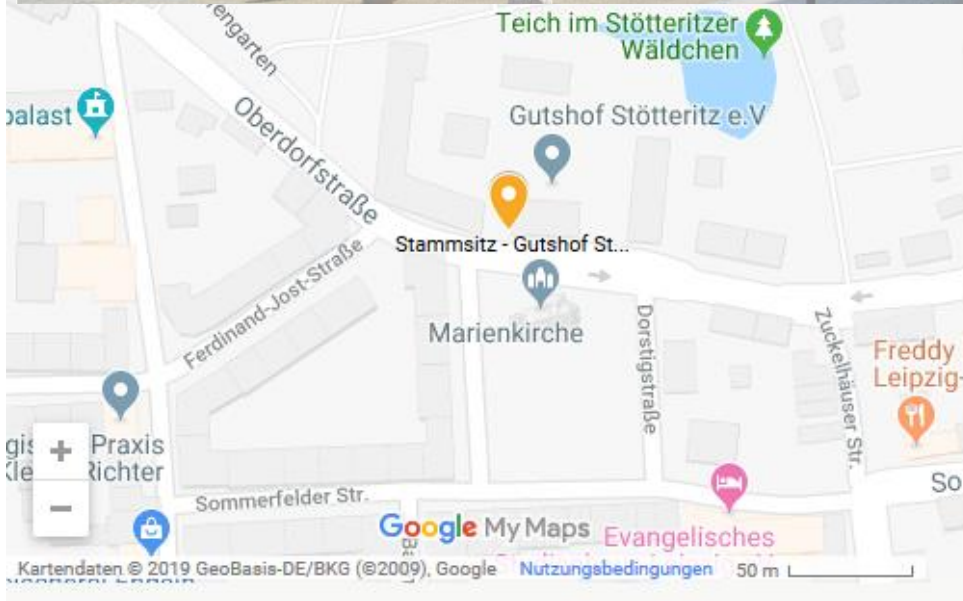 Teich im Stötteritzer
Wäldchen
palast
Oberdorfstraße
Gutshof Stötteritz e.V
Stammsitz - Gutshof St...
Ferdinand-Jost-Straße
Marienkirche
Dorstigstraße
Zuckelhäuser Str.
Freddy
Leipzig-
+
Praxis
Richter
−
Sommerfelder Str.
So
Google My Maps
Evangelisches
Kartendaten © 2019 GeoBasis-DE/BKG (©2009), Google
Nutzungsbedingungen
50 m